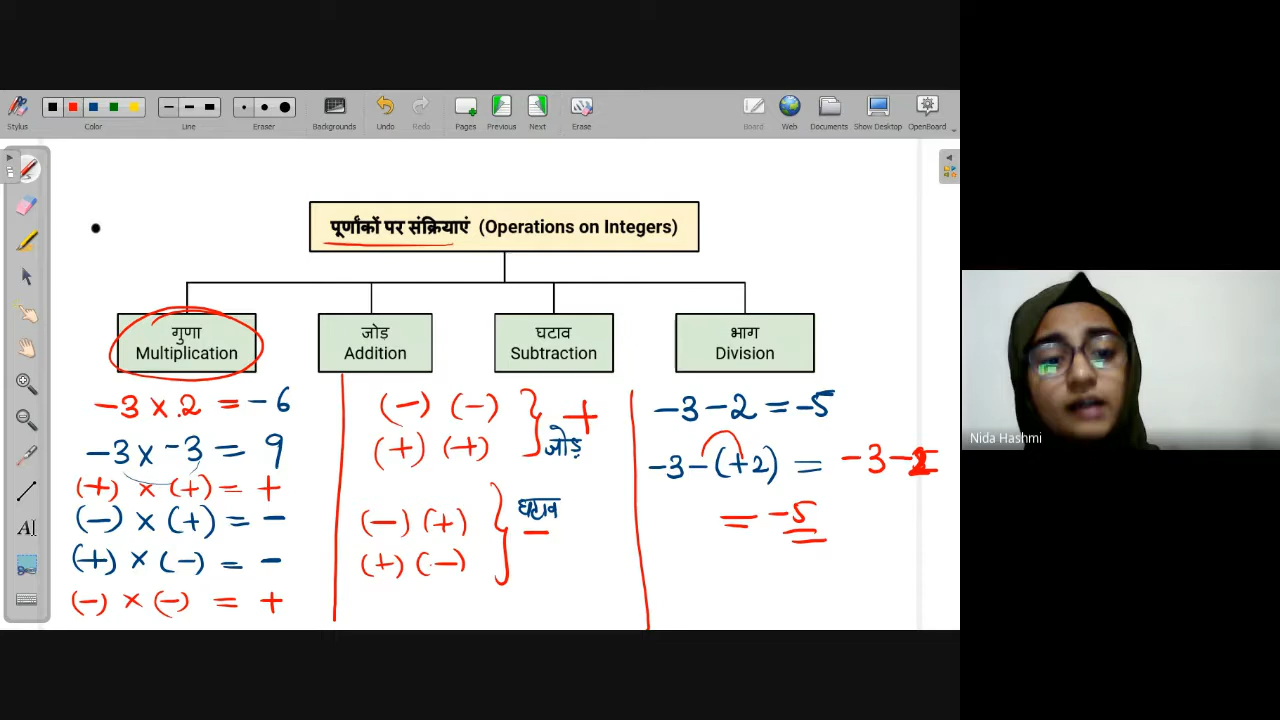 Stylus
Color
Line
Eraser
Backgrounds
Undo
Redo
Pages
Previous
Next
Erase
Board
Web
Documents
Show Desktop
OpenBoard
पूर्णांकों पर संक्रियाएं (Operations on Integers)
गुणा
Multiplication
जोड़
Addition
घटाव
Subtraction
भाग
Division
-3 × 2 = -6
-3 × -3 = 9
(+) × (+) = +
(-) × (+) = -
(+) × (-) = -
(-) × (-) = +
(-) (-)
(+) (+)
+
जोड़
(-) (+)
(+) (-)
घटाव
-
-3 - 2 = -5
-3 - (+2) = -3 - 2
= -5
Nida Hashmi